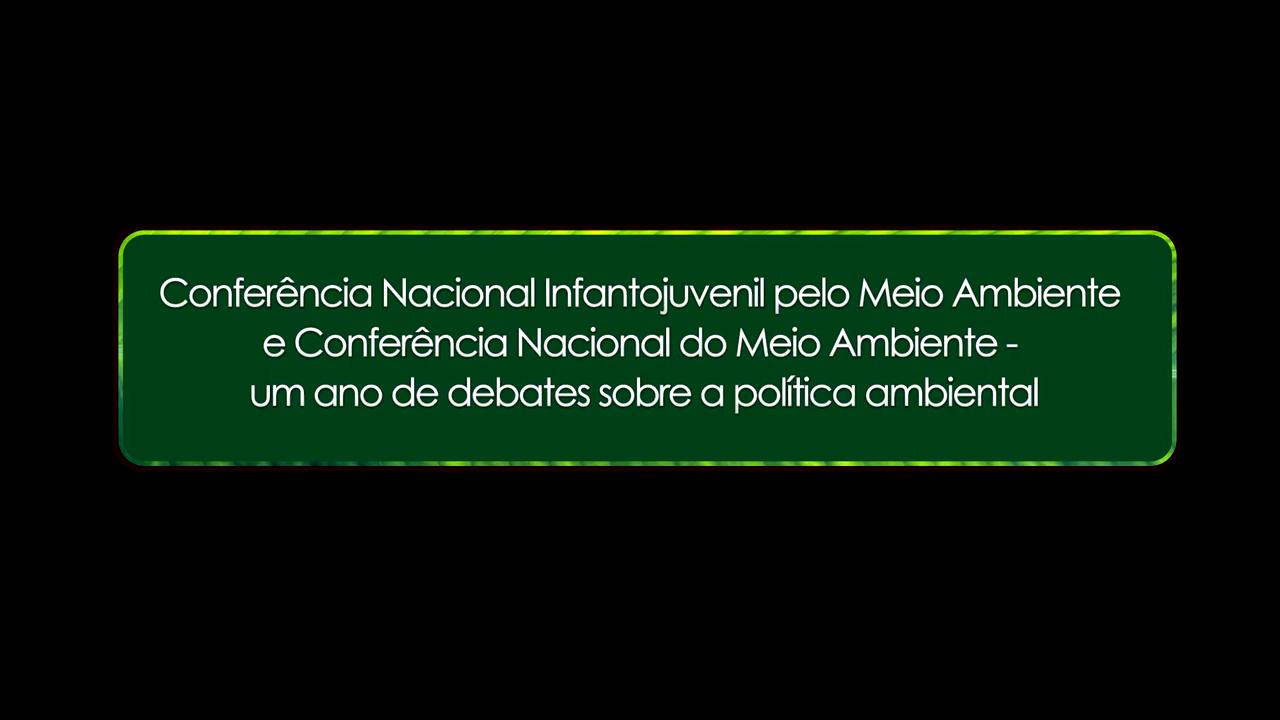 Conferência Nacional Infantojuvenil pelo Meio Ambiente
e Conferência Nacional do Meio Ambiente -
um ano de debates sobre a política ambiental